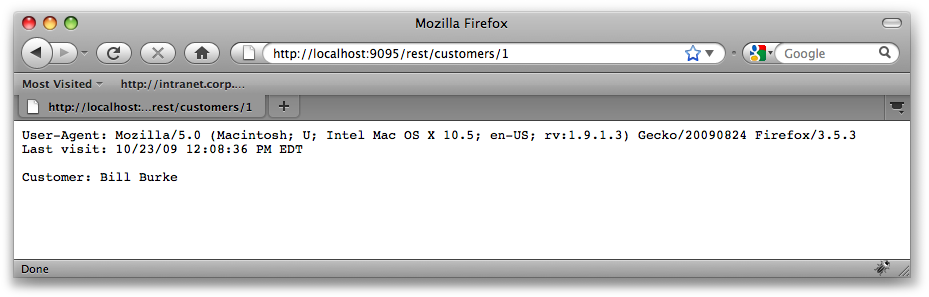 Mozilla Firefox
http://localhost:9095/rest/customers/1
Google
Most Visited
http://intranet.corp....
http://localhost:...rest/customers/1
User-Agent: Mozilla/5.0 (Macintosh; U; Intel Mac OS X 10.5; en-US; rv:1.9.1.3) Gecko/20090824 Firefox/3.5.3
Last visit: 10/23/09 12:08:36 PM EDT
Customer: Bill Burke
Done